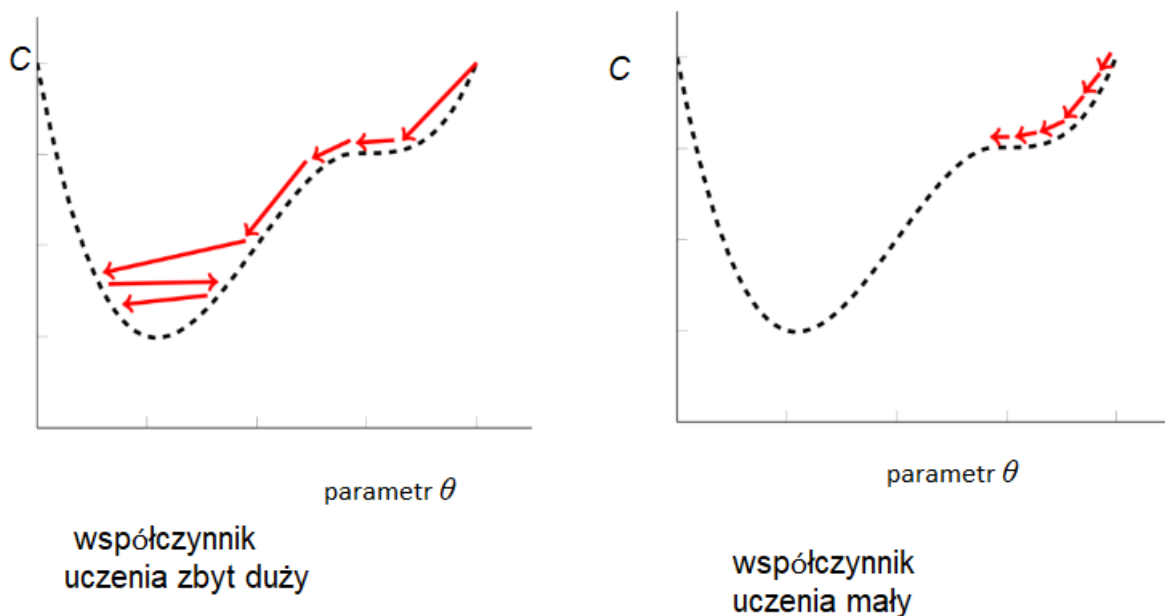 C
parametr θ
współczynnik
uczenia zbyt duży
C
parametr θ
współczynnik
uczenia mały